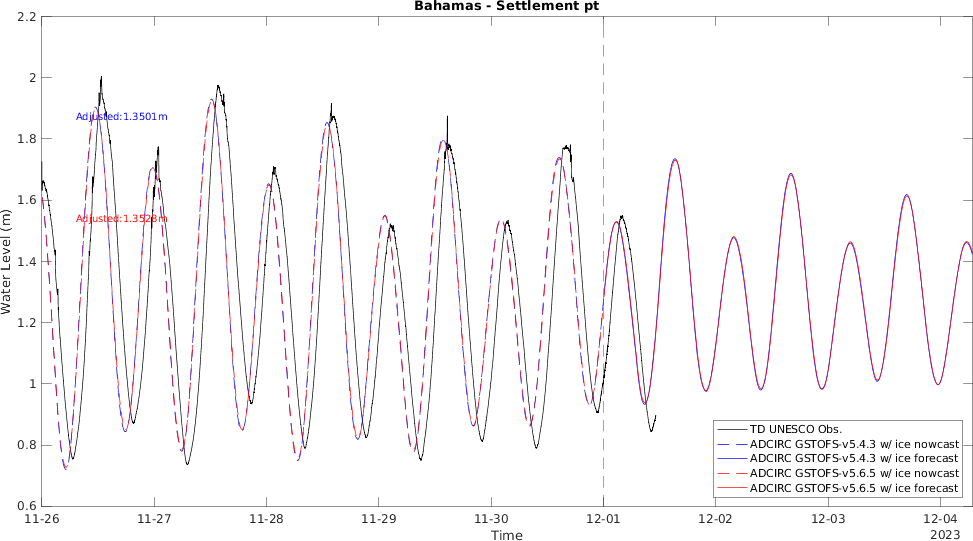 Bahamas - Settlement pt
2.2
2
1.8
1.6
1.4
1.2
1
0.8
0.6
Water Level (m)
Adjusted:1.3501m
Adjusted:1.3528m
TD UNESCO Obs.
ADCIRC GSTOFS-v5.4.3 w/ ice nowcast
ADCIRC GSTOFS-v5.4.3 w/ ice forecast
ADCIRC GSTOFS-v5.6.5 w/ ice nowcast
ADCIRC GSTOFS-v5.6.5 w/ ice forecast
11-26 11-27 11-28 11-29 11-30 12-01 12-02 12-03 12-04
Time 2023